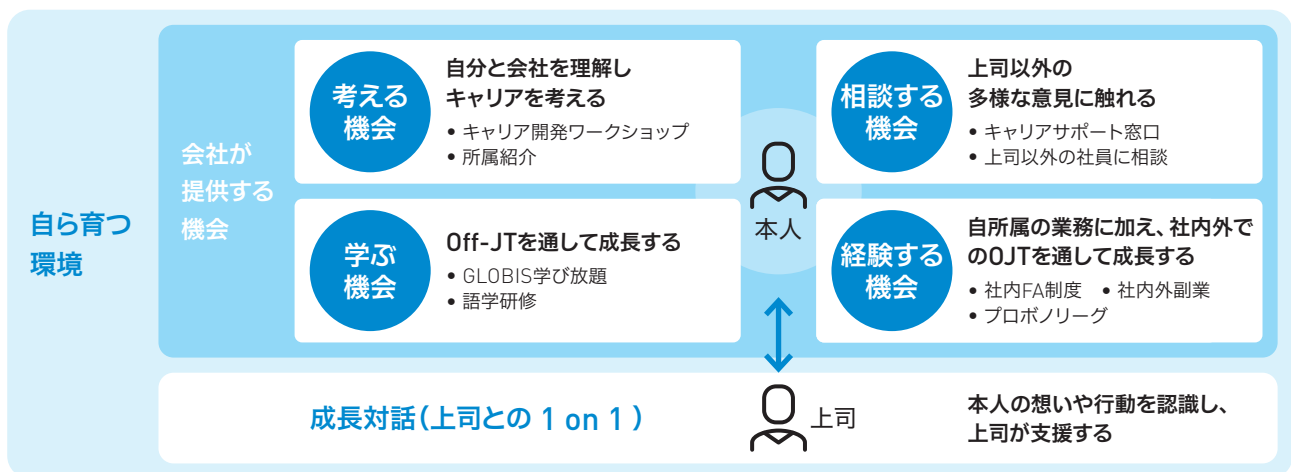 自ら育つ
環境
会社が
提供する
機会
考える
機会
自分と会社を理解し
キャリアを考える
• キャリア開発ワークショップ
• 所属紹介
相談する
機会
上司以外の
多様な意見に触れる
• キャリアサポート窓口
• 上司以外の社員に相談
本人
学ぶ
機会
Off-JTを通して成長する
• GLOBIS学び放題
• 語学研修
経験する
機会
自所属の業務に加え、社内外で
のOJTを通して成長する
• 社内FA制度 • 社内外副業
• プロボノリーグ
成長対話(上司との 1 on 1 )
上司
本人の想いや行動を認識し、
上司が支援する